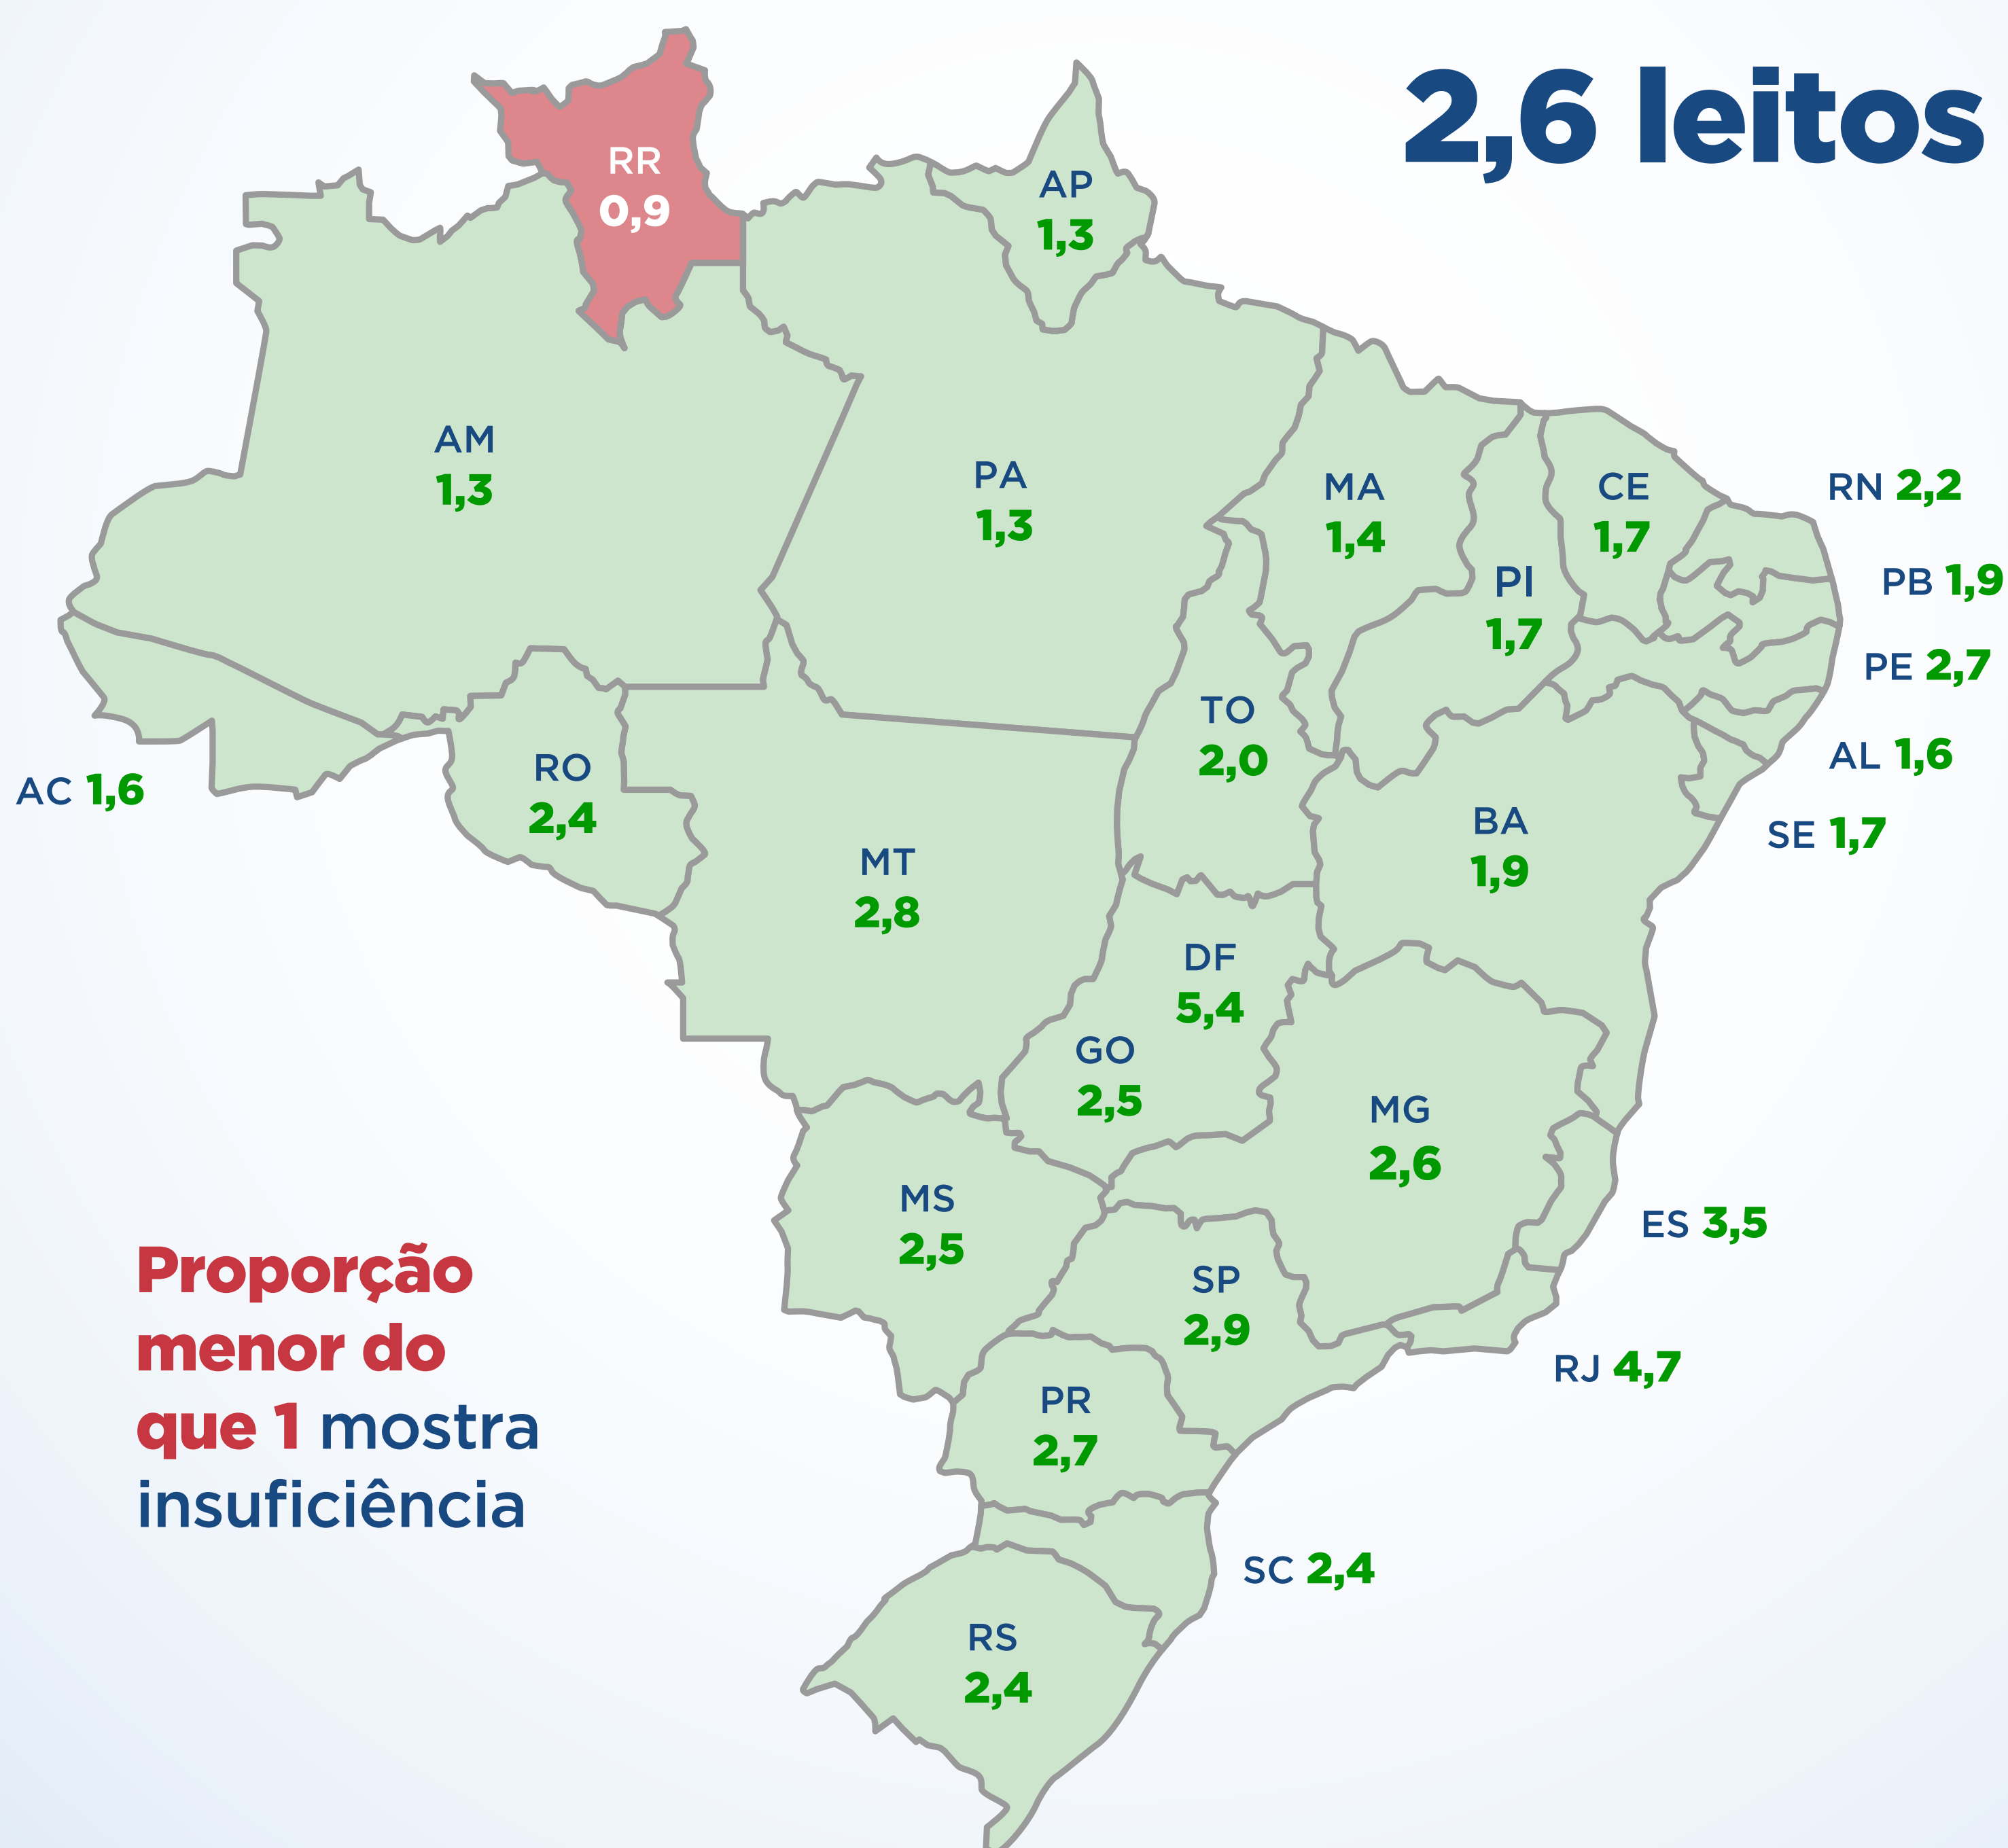 2,6 leitos
RR
0,9
AP
1,3
AM
1,3
PA
1,3
MA
1,4
CE
1,7
RN 2,2
PI
1,7
PB 1,9
PE 2,7
TO
2,0
AL 1,6
AC 1,6
RO
2,4
BA
1,9
SE 1,7
MT
2,8
DF
5,4
GO
2,5
MG
2,6
MS
2,5
ES 3,5
SP
2,9
RJ 4,7
PR
2,7
SC 2,4
RS
2,4
Proporção
menor do
que 1 mostra
insuficiência